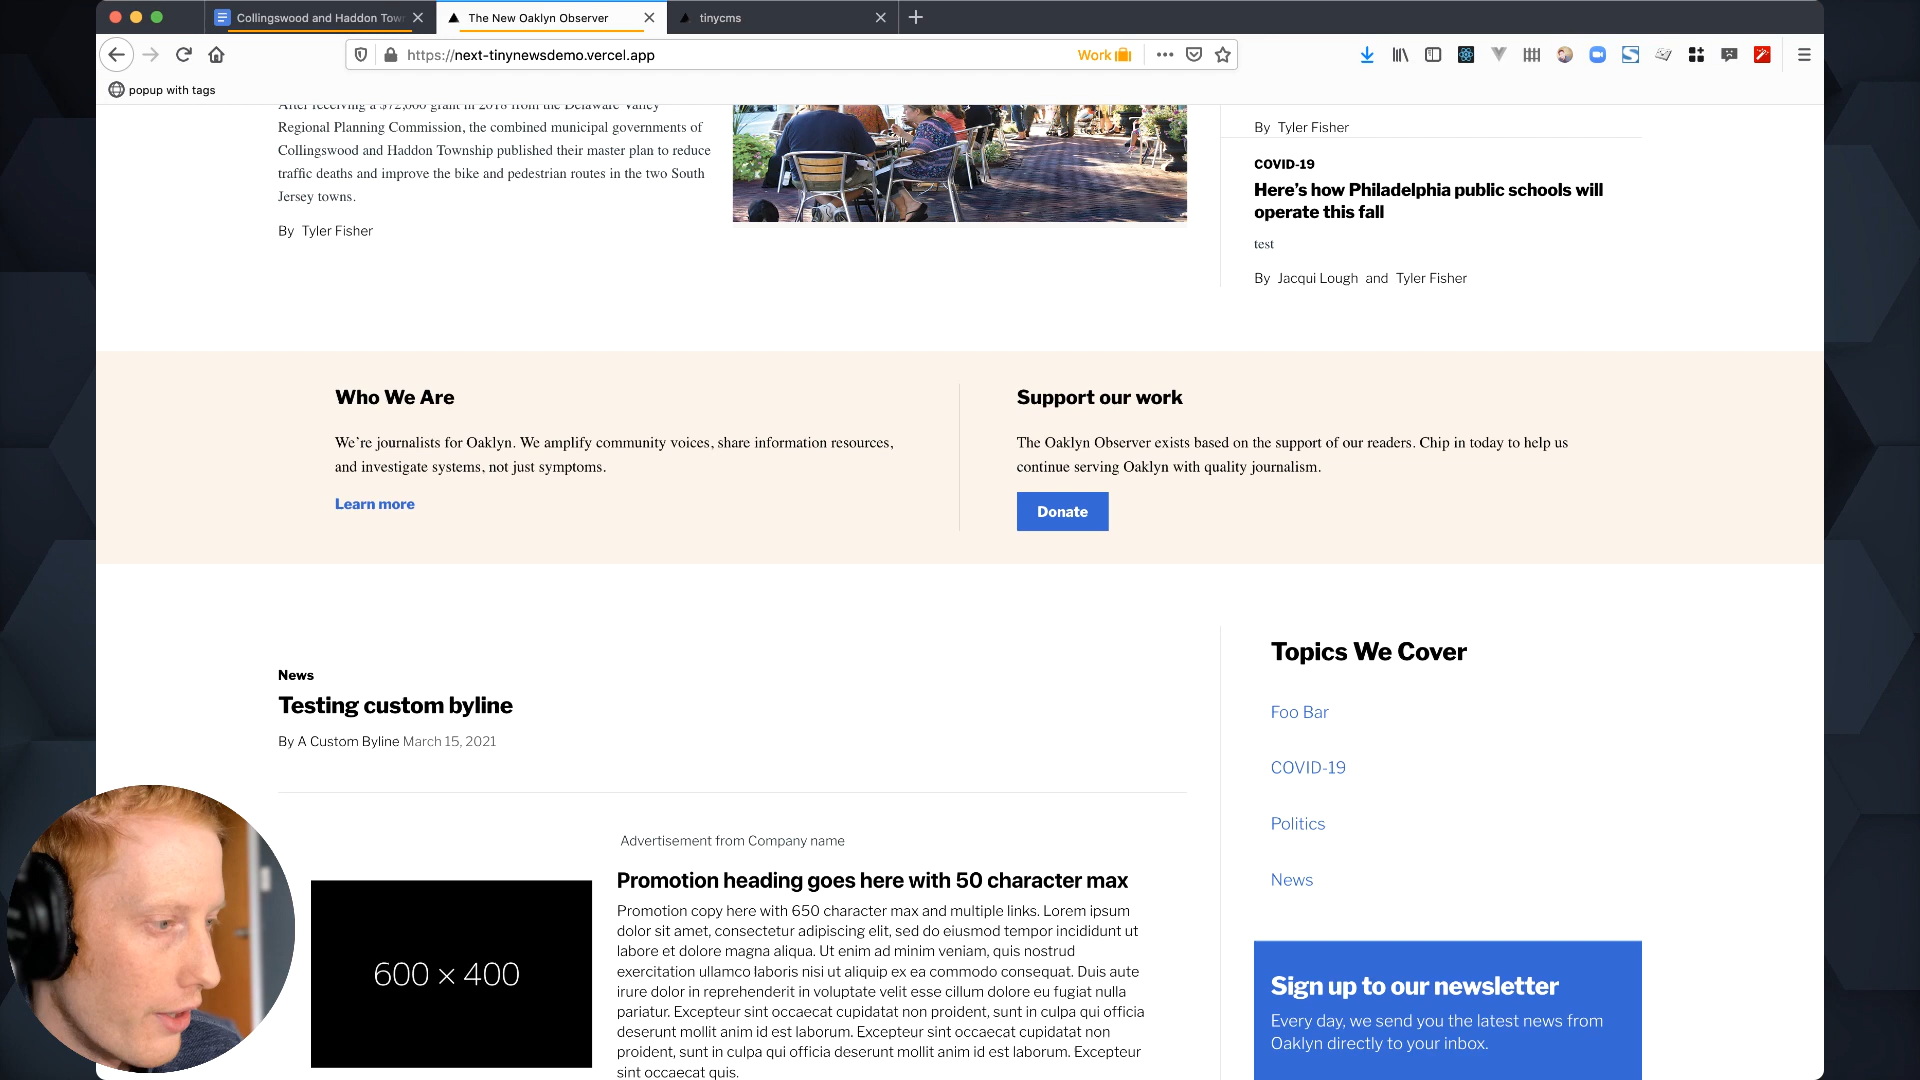 Collingswood and Haddon Tow
The New Oaklyn Observer
tinycms
https://next-tinynewsdemo.vercel.app
Work
popup with tags
After receiving a $72,000 grant in 2018 from the Delaware Valley
Regional Planning Commission, the combined municipal governments of
Collingswood and Haddon Township published their master plan to reduce
traffic deaths and improve the bike and pedestrian routes in the two South
Jersey towns.
By Tyler Fisher
By Tyler Fisher
COVID-19
Here’s how Philadelphia public schools will
operate this fall
test
By Jacqui Lough and Tyler Fisher
Who We Are
We’re journalists for Oaklyn. We amplify community voices, share information resources,
and investigate systems, not just symptoms.
Learn more
Support our work
The Oaklyn Observer exists based on the support of our readers. Chip in today to help us
continue serving Oaklyn with quality journalism.
Donate
News
Testing custom byline
By A Custom Byline March 15, 2021
Advertisement from Company name
600 × 400
Promotion heading goes here with 50 character max
Promotion copy here with 650 character max and multiple links. Lorem ipsum
dolor sit amet, consectetur adipiscing elit, sed do eiusmod tempor incididunt ut
labore et dolore magna aliqua. Ut enim ad minim veniam, quis nostrud
exercitation ullamco laboris nisi ut aliquip ex ea commodo consequat. Duis aute
irure dolor in reprehenderit in voluptate velit esse cillum dolore eu fugiat nulla
pariatur. Excepteur sint occaecat cupidatat non proident, sunt in culpa qui officia
deserunt mollit anim id est laborum. Excepteur sint occaecat cupidatat non
proident, sunt in culpa qui officia deserunt mollit anim id est laborum. Excepteur
sint occaecat quis.
Topics We Cover
Foo Bar
COVID-19
Politics
News
Sign up to our newsletter
Every day, we send you the latest news from
Oaklyn directly to your inbox.